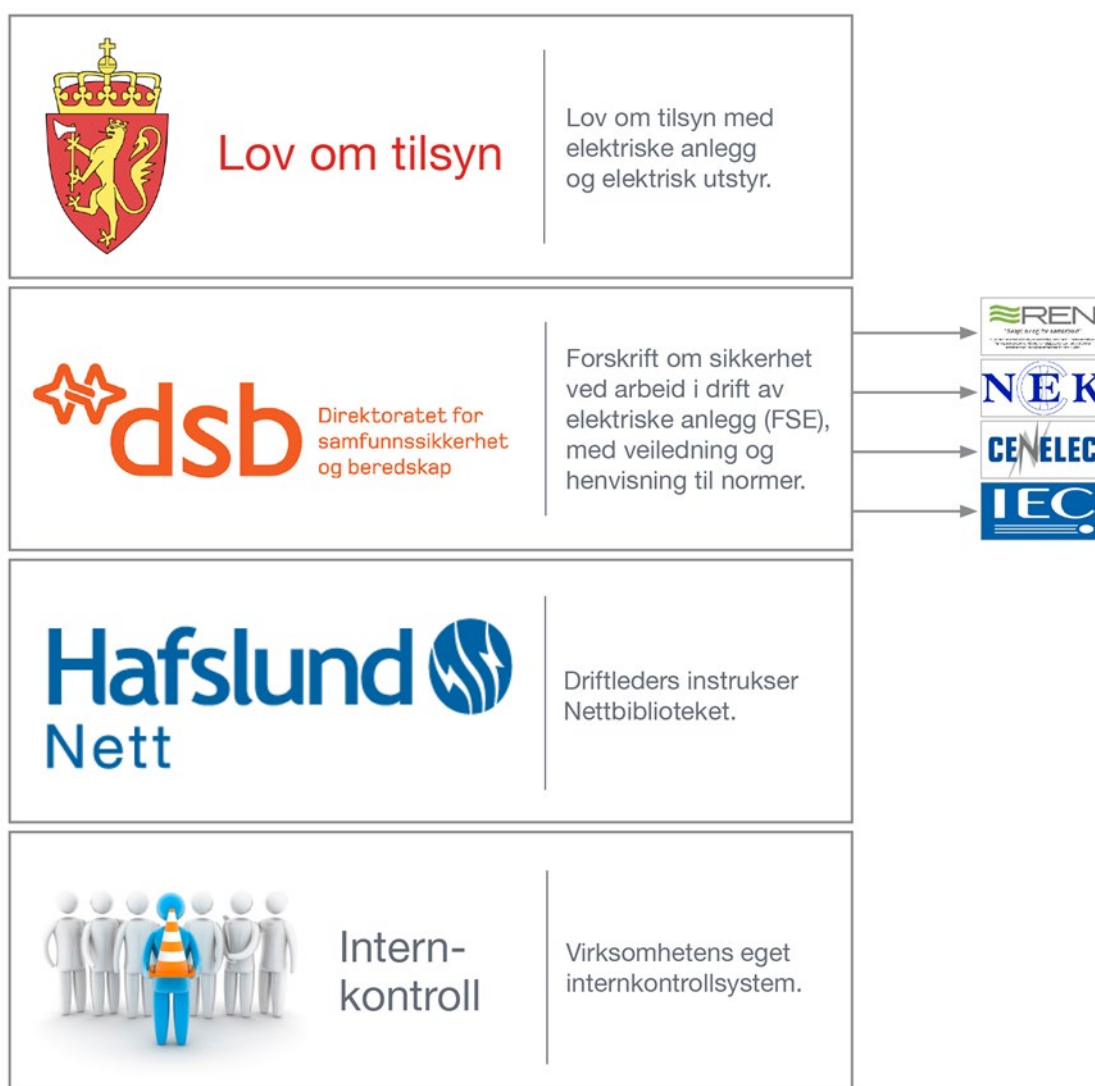 Lov om tilsyn
Lov om tilsyn med
elektriske anlegg
og elektrisk utstyr.
dsb
Direktoratet for
samfunnssikkerhet
og beredskap
Forskrift om sikkerhet
ved arbeid i drift av
elektriske anlegg (FSE),
med veiledning og
henvisning til normer.
REN
NEK
CENELEC
IEC
Hafslund
Nett
Driftleders instrukser
Nettbiblioteket.
Intern-
kontroll
Virksomhetens eget
internkontrollsystem.